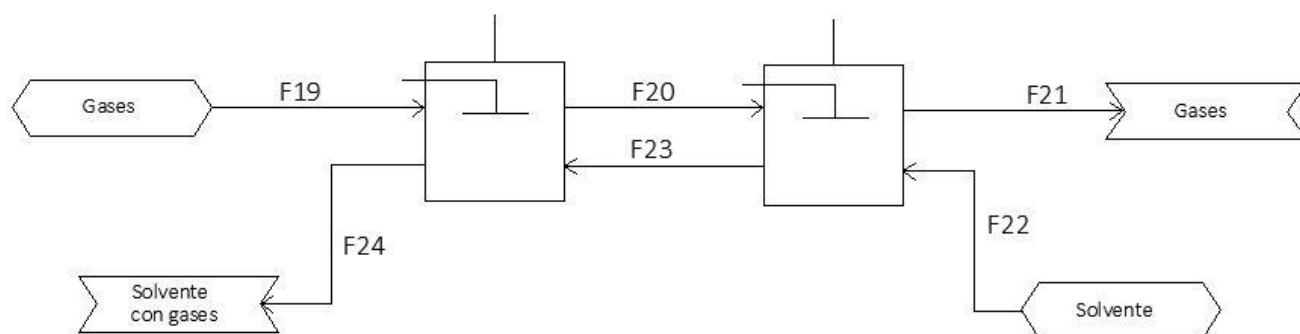 Gases
F19
F20
F21
Gases
F23
F24
F22
Solvente
con gases
Solvente